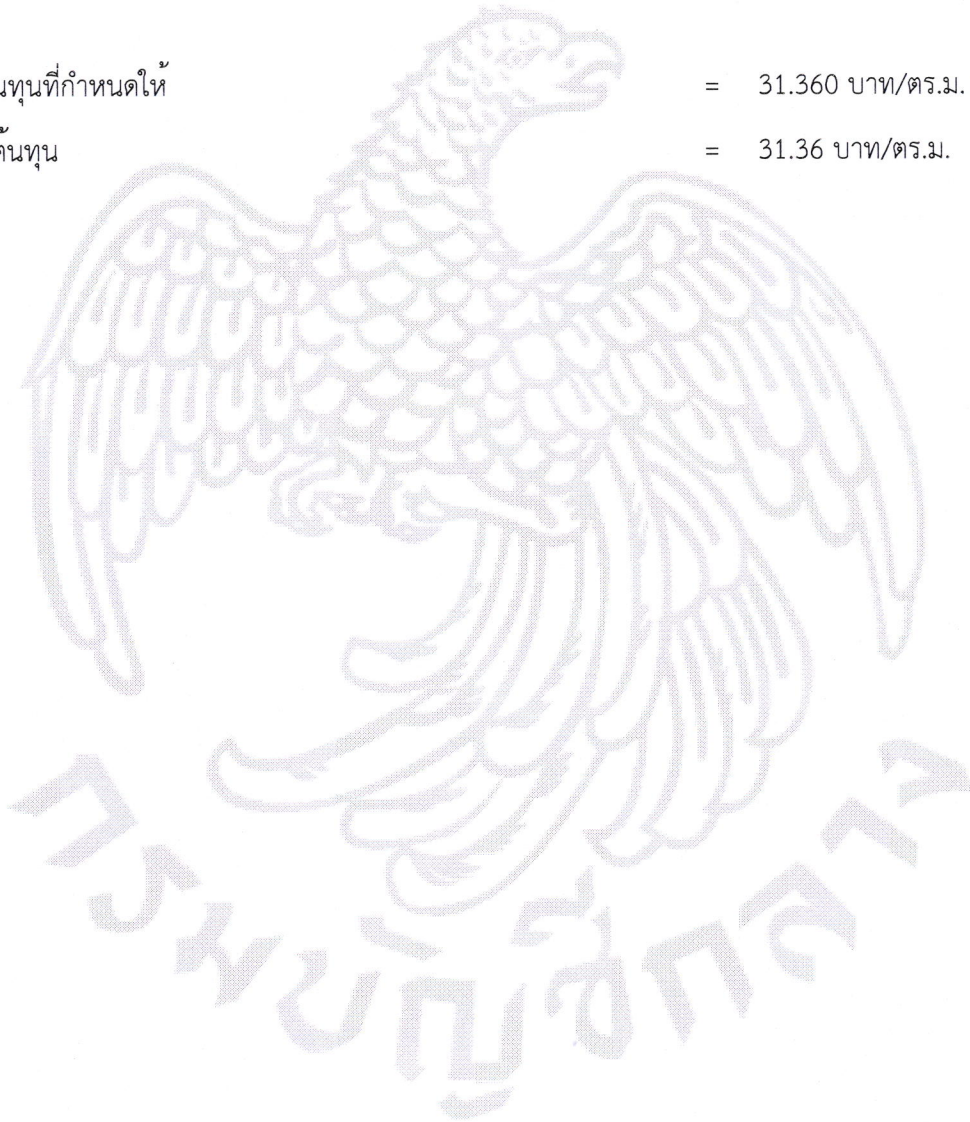 นทุนที่กำหนดให้ = 31.360 บาท/ตร.ม.
ต้นทุน = 31.36 บาท/ตร.ม.
กรมบัญชีกลาง